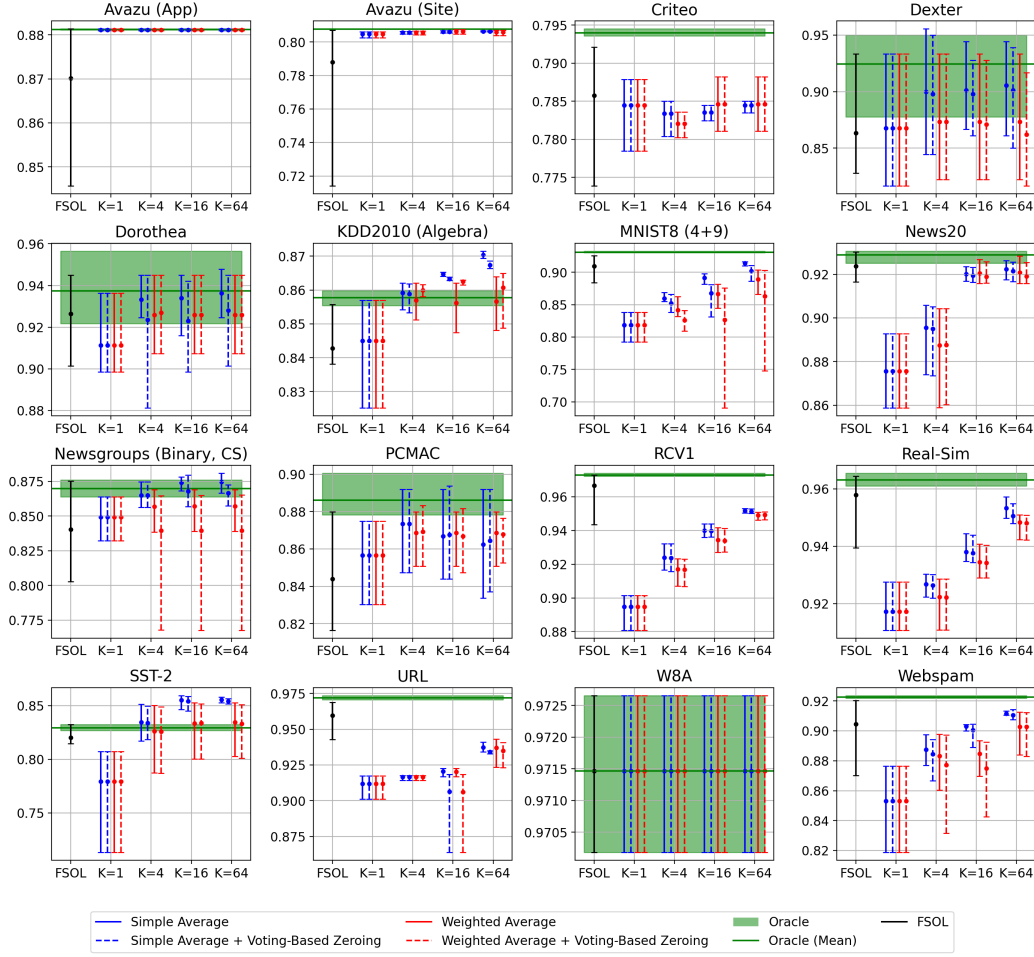 Avazu (App)
0.88
0.87
0.86
0.85
FSOL K=1 K=4 K=16 K=64
Avazu (Site)
0.80
0.78
0.76
0.74
0.72
FSOL K=1 K=4 K=16 K=64
Criteo
0.795
0.790
0.785
0.780
0.775
FSOL K=1 K=4 K=16 K=64
Dexter
0.95
0.90
0.85
FSOL K=1 K=4 K=16 K=64
Dorothea
0.96
0.94
0.92
0.90
0.88
FSOL K=1 K=4 K=16 K=64
KDD2010 (Algebra)
0.87
0.86
0.85
0.84
0.83
FSOL K=1 K=4 K=16 K=64
MNIST8 (4+9)
0.90
0.85
0.80
0.75
0.70
FSOL K=1 K=4 K=16 K=64
News20
0.92
0.90
0.88
0.86
FSOL K=1 K=4 K=16 K=64
Newsgroups (Binary, CS)
0.875
0.850
0.825
0.800
0.775
FSOL K=1 K=4 K=16 K=64
PCMAC
0.90
0.88
0.86
0.84
0.82
FSOL K=1 K=4 K=16 K=64
RCV1
0.96
0.94
0.92
0.90
0.88
FSOL K=1 K=4 K=16 K=64
Real-Sim
0.96
0.94
0.92
FSOL K=1 K=4 K=16 K=64
SST-2
0.85
0.80
0.75
FSOL K=1 K=4 K=16 K=64
URL
0.975
0.950
0.925
0.900
0.875
FSOL K=1 K=4 K=16 K=64
W8A
0.9725
0.9720
0.9715
0.9710
0.9705
FSOL K=1 K=4 K=16 K=64
Webspam
0.92
0.90
0.88
0.86
0.84
0.82
FSOL K=1 K=4 K=16 K=64
Simple Average
Simple Average + Voting-Based Zeroing
Weighted Average
Weighted Average + Voting-Based Zeroing
Oracle
Oracle (Mean)
FSOL